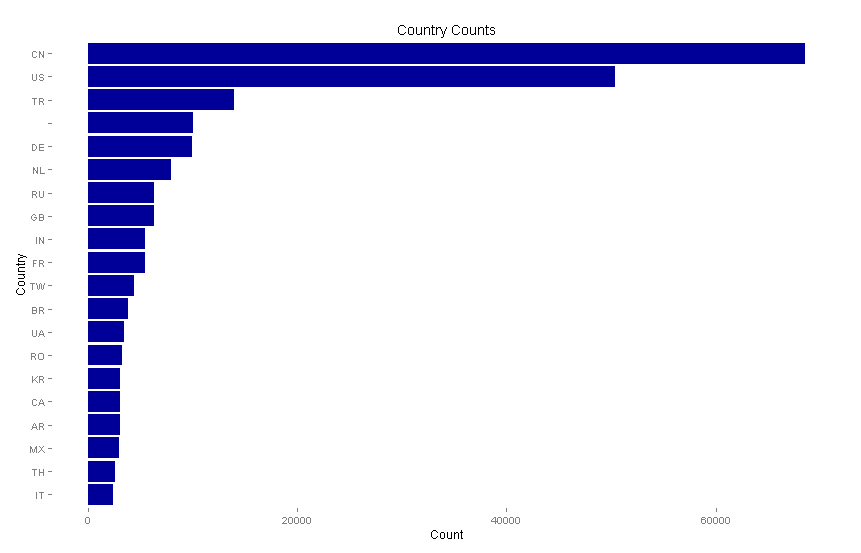 Country Counts
CN
US
TR
DE
NL
RU
GB
IN
FR
TW
BR
UA
RO
KR
CA
AR
MX
TH
IT
Country
0 20000 40000 60000
Count